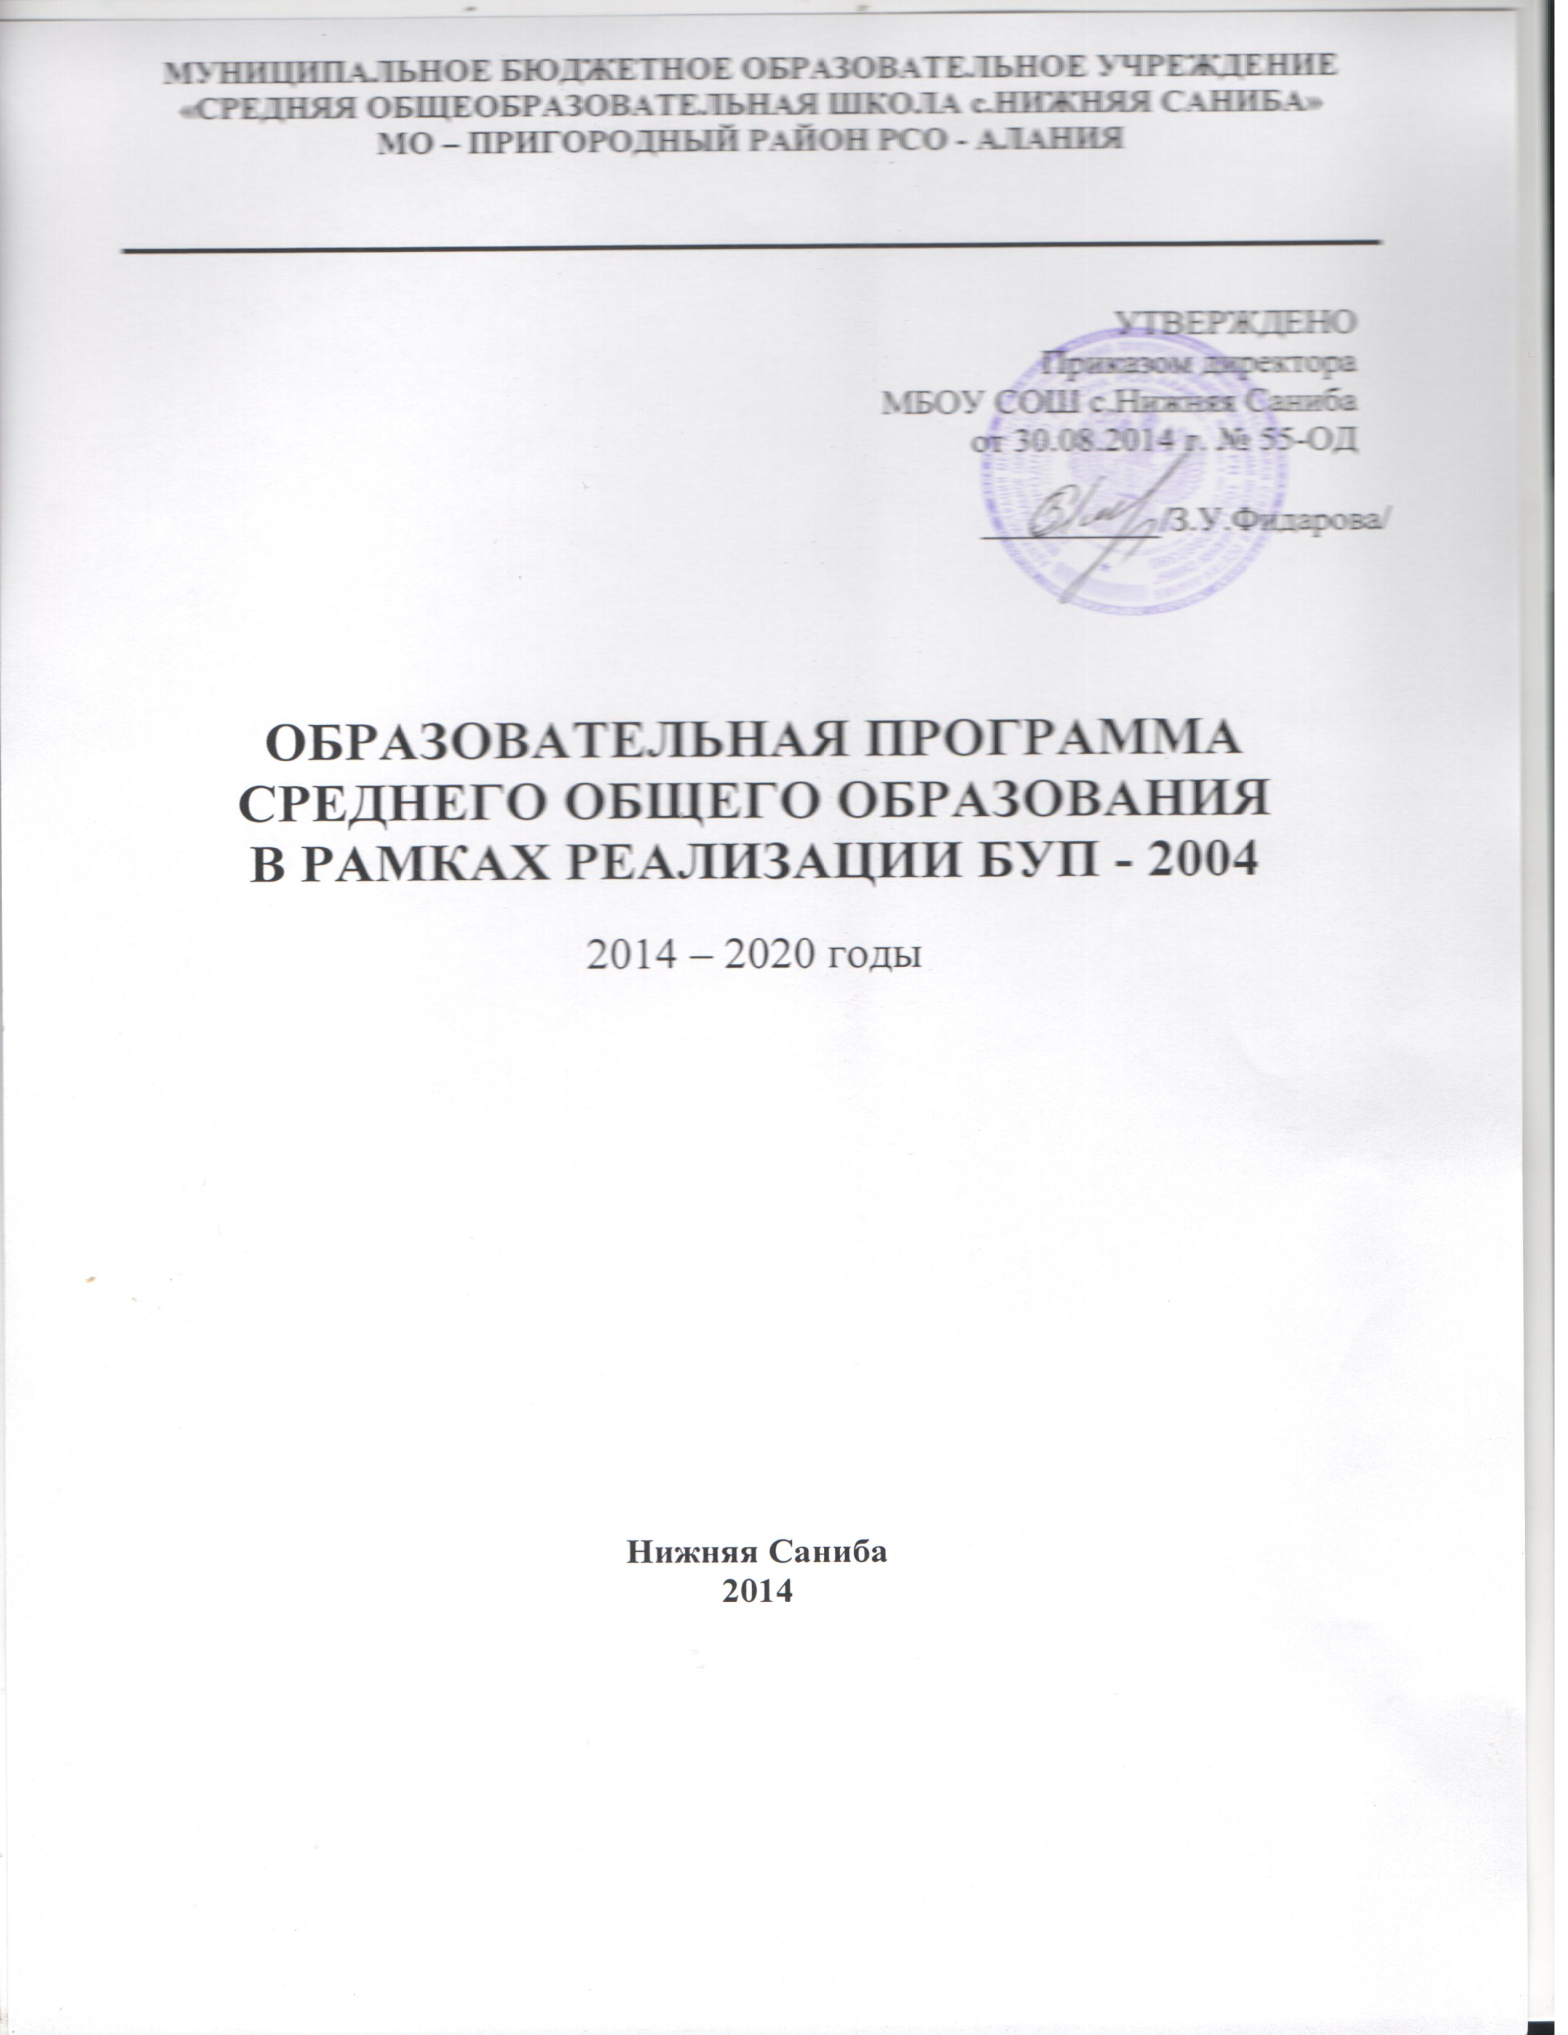 МУНИЦИПАЛЬНОЕ БЮДЖЕТНОЕ ОБРАЗОВАТЕЛЬНОЕ УЧРЕЖДЕНИЕ
«СРЕДНЯЯ ОБЩЕОБРАЗОВАТЕЛЬНАЯ ШКОЛА с.НИЖНЯЯ САНИБА»
МО – ПРИГОРОДНЫЙ РАЙОН РСО - АЛАНИЯ
УТВЕРЖДЕНО
Приказом директора
МБОУ СОШ с.Нижняя Саниба
от 30.08.2014 г. № 55-ОД
/З.У.Фидарова/
ОБРАЗОВАТЕЛЬНАЯ ПРОГРАММА
СРЕДНЕГО ОБЩЕГО ОБРАЗОВАНИЯ
В РАМКАХ РЕАЛИЗАЦИИ БУП - 2004
2014 – 2020 годы
Нижняя Саниба
2014